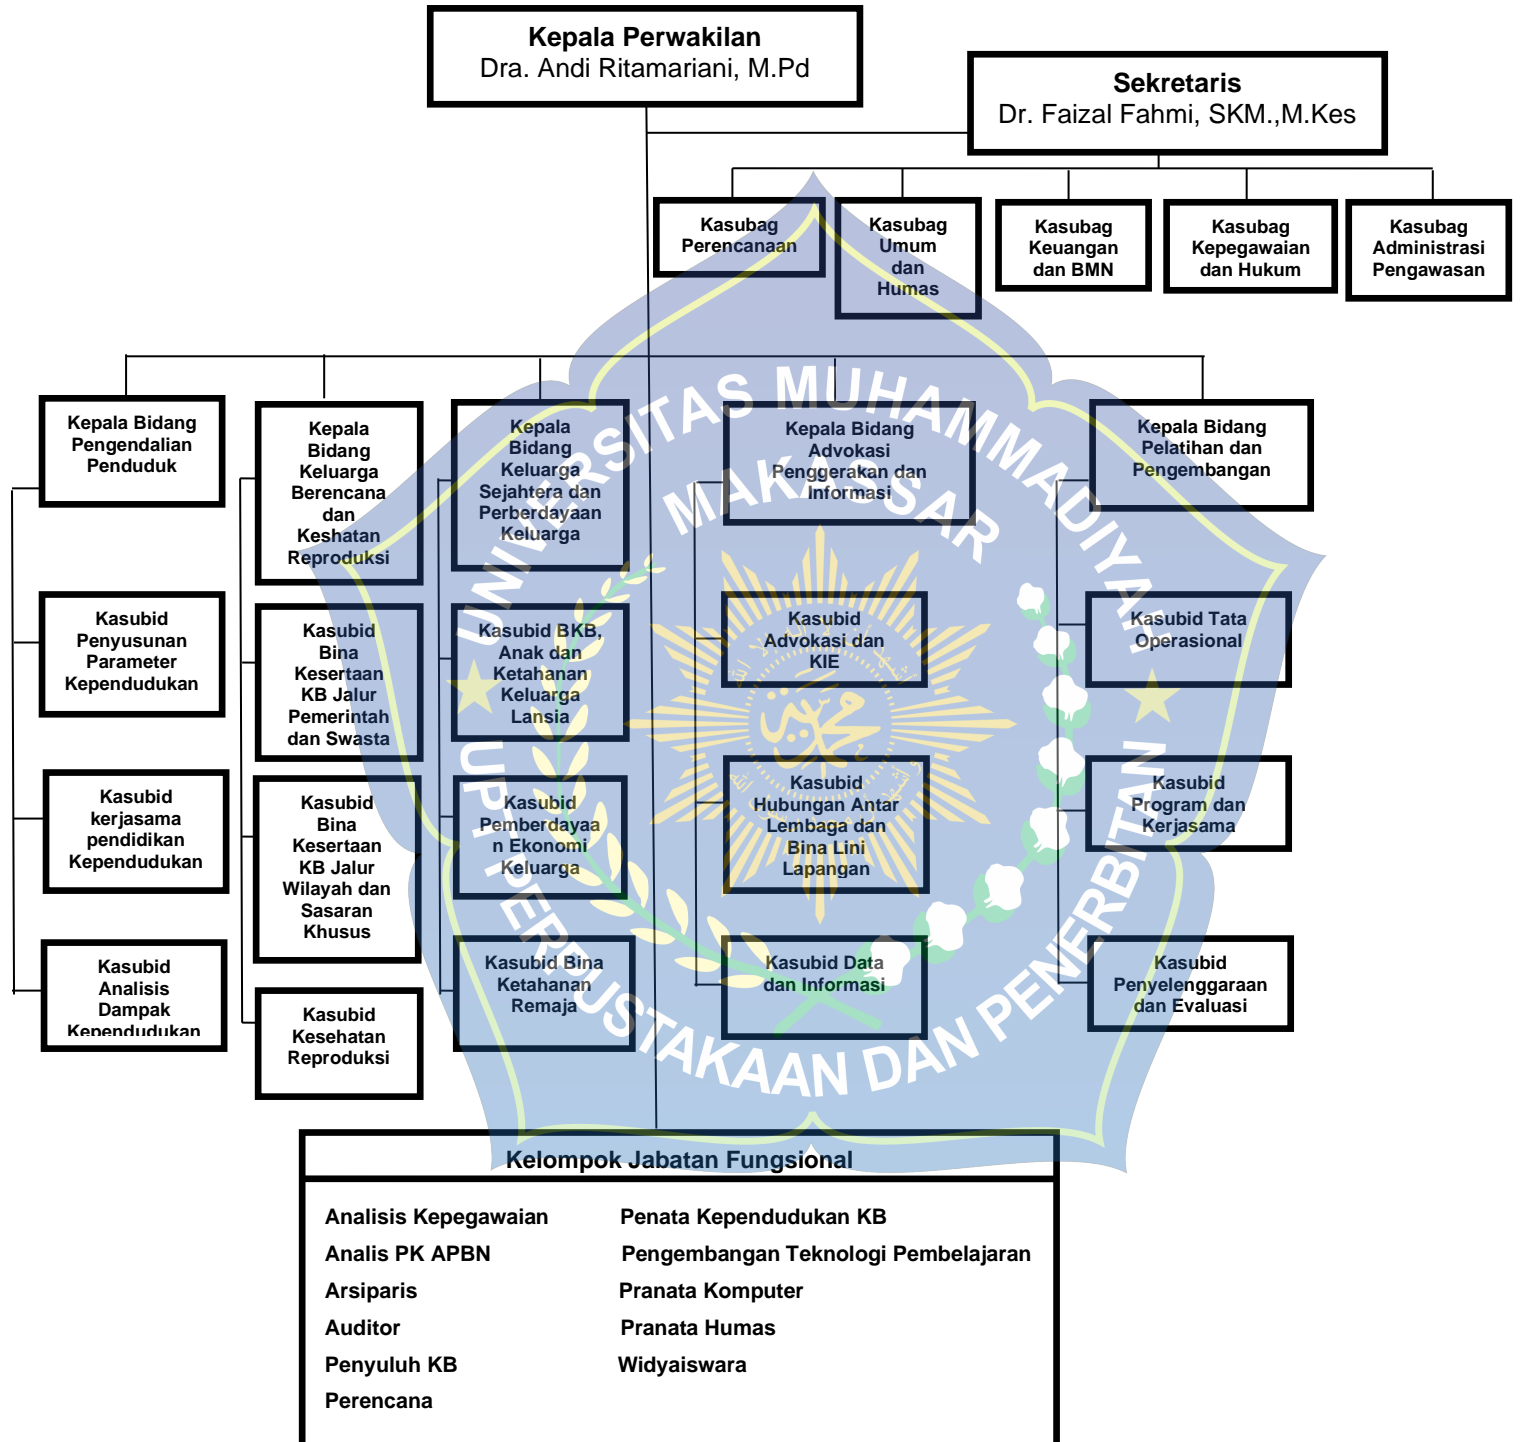 Kepala Perwakilan
Dra. Andi Ritamariani, M.Pd
Sekretaris
Dr. Faizal Fahmi, SKM.,M.Kes
Kasubag
Perencanaan
Kasubag
Umum
dan
Humas
Kasubag
Keuangan
dan BMN
Kasubag
Kepegawaian
dan Hukum
Kasubag
Administrasi
Pengawasan
Kepala Bidang
Pengendalian
Penduduk
Kepala
Bidang
Keluarga
Berencana
dan
Keshatan
Reproduksi
Kepala
Bidang
Keluarga
Sejahtera dan
Perberdayaan
Keluarga
Kepala Bidang
Advokasi
Penggerakan dan
Informasi
Kepala Bidang
Pelatihan dan
Pengembangan
Kasubid
Penyusunan
Parameter
Kependudukan
Kasubid
Bina
Kesertaan
KB Jalur
Pemerintah
dan Swasta
Kasubid BKB,
Anak dan
Ketahanan
Keluarga
Lansia
Kasubid
Advokasi dan
KIE
Kasubid Tata
Operasional
Kasubid
kerjasama
pendidikan
Kependudukan
Kasubid
Bina
Kesertaan
KB Jalur
Wilayah dan
Sasaran
Khusus
Kasubid
Pemberdayaa
n Ekonomi
Keluarga
Kasubid
Hubungan Antar
Lembaga dan
Bina Lini
Lapangan
Kasubid
Program dan
Kerjasama
Kasubid
Analisis
Dampak
Kependudukan
Kasubid
Kesehatan
Reproduksi
Kasubid Bina
Ketahanan
Remaja
Kasubid Data
dan Informasi
Kasubid
Penyelenggaraan
dan Evaluasi
UNIVERSITAS MUHAMMADIYAH
MAKASSAR
محمد
UPT PERPUSTAKAAN DAN PENERBITAN
Kelompok Jabatan Fungsional
Analisis Kepegawaian
Analis PK APBN
Arsiparis
Auditor
Penyuluh KB
Perencana
Penata Kependudukan KB
Pengembangan Teknologi Pembelajaran
Pranata Komputer
Pranata Humas
Widyaiswara